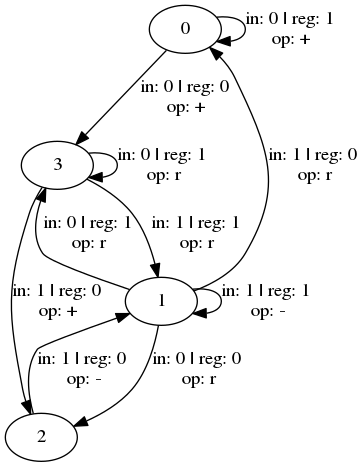 0
in: 0 | reg: 1
op: +
in: 0 | reg: 0
op: +
3
in: 0 | reg: 1
op: r
in: 1 | reg: 0
op: r
in: 0 | reg: 1
op: r
in: 1 | reg: 1
op: r
1
in: 1 | reg: 1
op: -
in: 1 | reg: 0
op: +
in: 1 | reg: 0
op: -
in: 0 | reg: 0
op: r
2